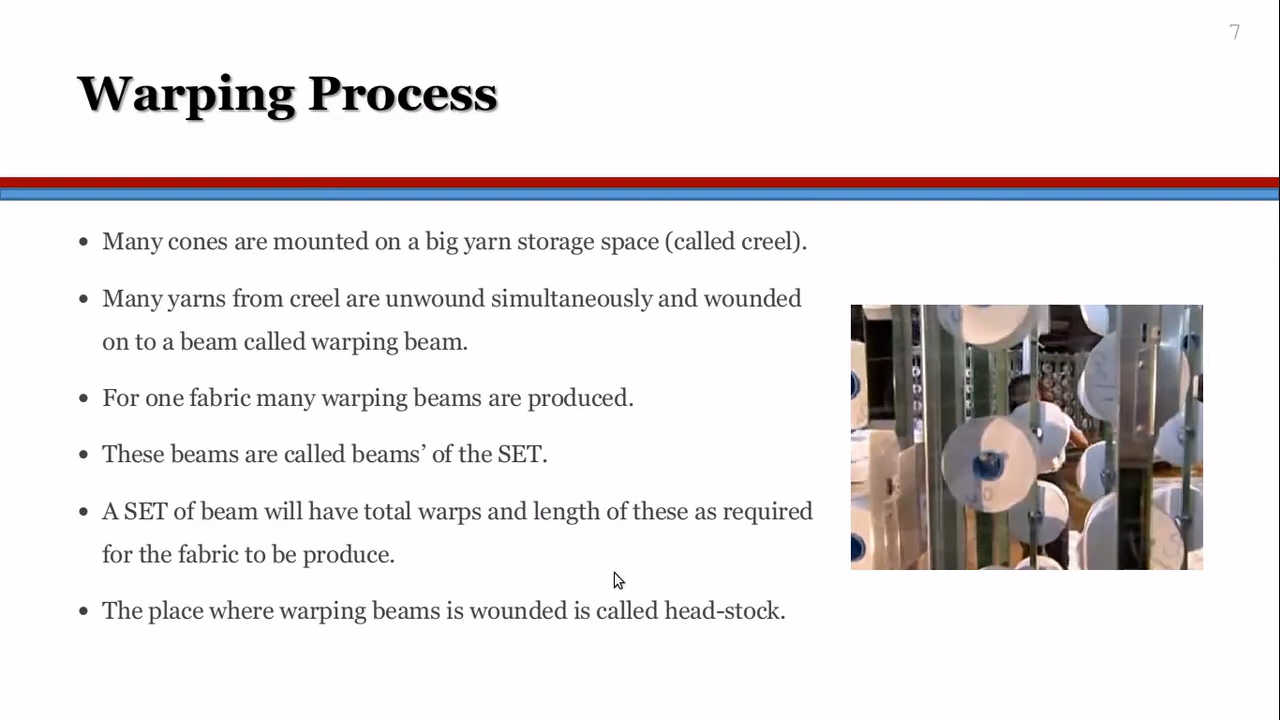 7
Warping Process
• Many cones are mounted on a big yarn storage space (called creel).
• Many yarns from creel are unwound simultaneously and wounded
on to a beam called warping beam.
• For one fabric many warping beams are produced.
• These beams are called beams’ of the SET.
• A SET of beam will have total warps and length of these as required
for the fabric to be produce.
• The place where warping beams is wounded is called head-stock.